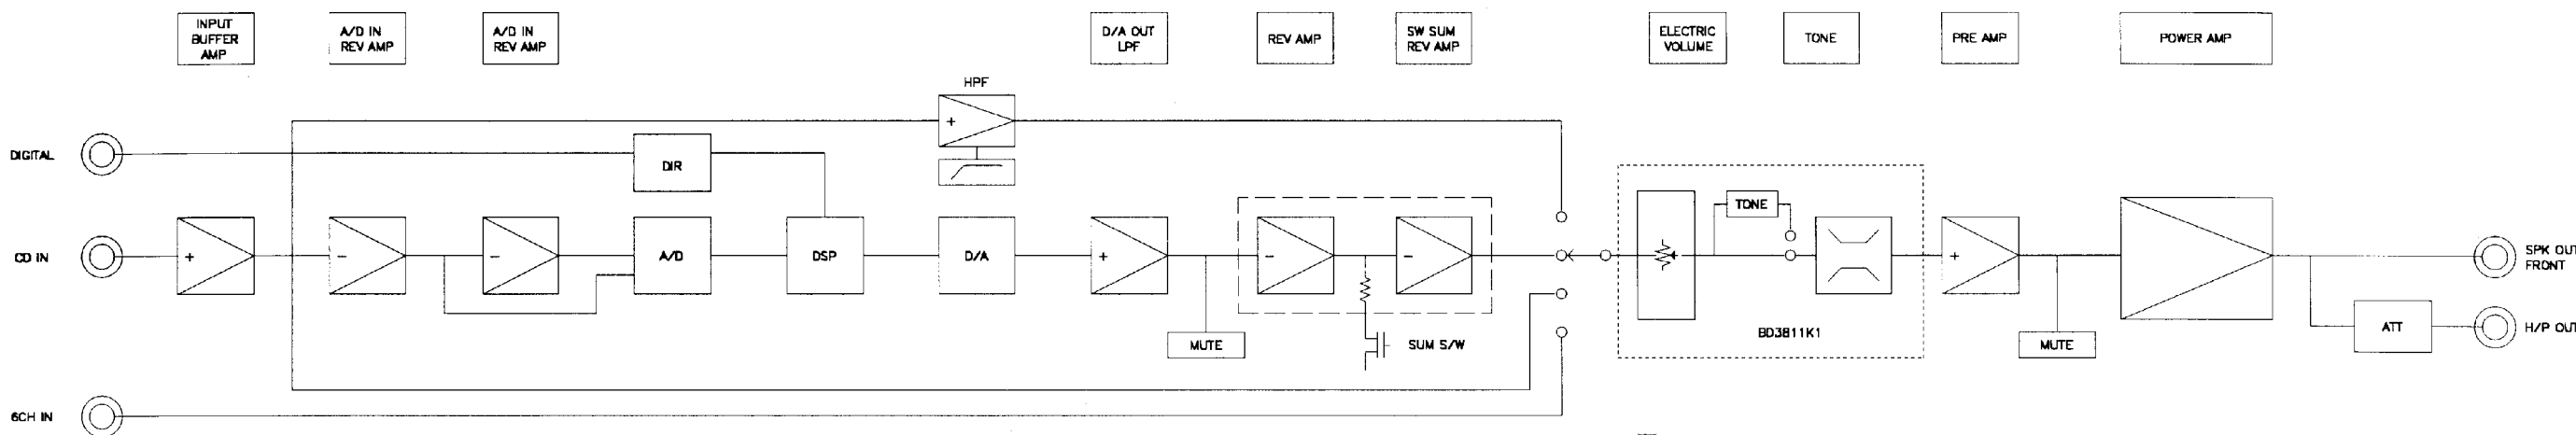 INPUT
BUFFER
AMP
A/D IN
REV AMP
A/D IN
REV AMP
D/A OUT
LPF
REV AMP
SW SUM
REV AMP
ELECTRIC
VOLUME
TONE
PRE AMP
POWER AMP
HPF
+
DIGITAL
DIR
TONE
CD IN
+
-
-
A/D
DSP
D/A
+
-
-
+
SPK OUT
FRONT
MUTE
SUM S/W
BD3811K1
MUTE
ATT
H/P OUT
6CH IN